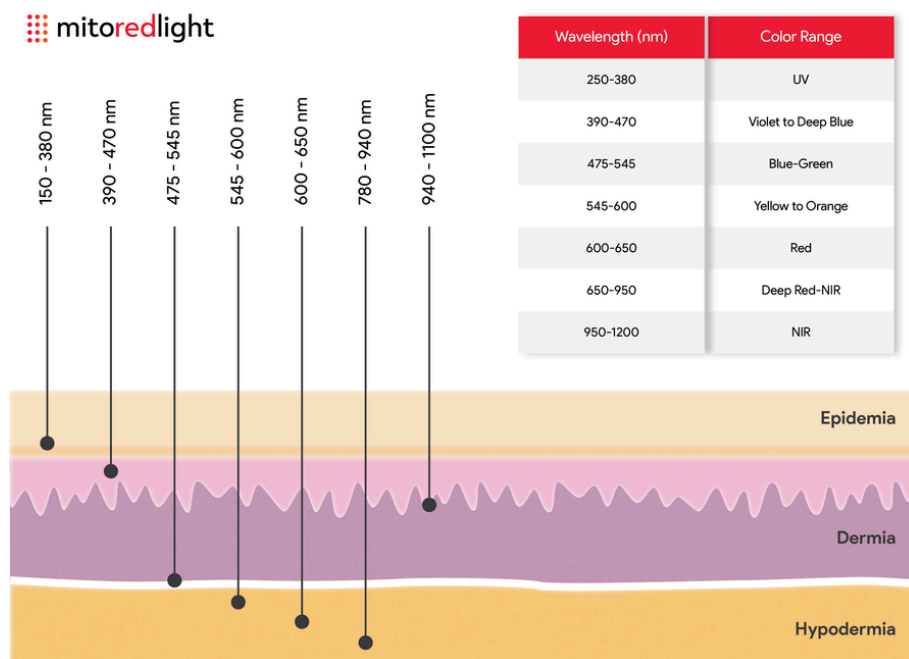 mitoredlight
150 - 380 nm
390 - 470 nm
475 - 545 nm
545 - 600 nm
600 - 650 nm
780 - 940 nm
940 - 1100 nm
Wavelength (nm) Color Range
250-380 UV
390-470 Violet to Deep Blue
475-545 Blue-Green
545-600 Yellow to Orange
600-650 Red
650-950 Deep Red-NIR
950-1200 NIR
Epidemia
Dermia
Hypodermia